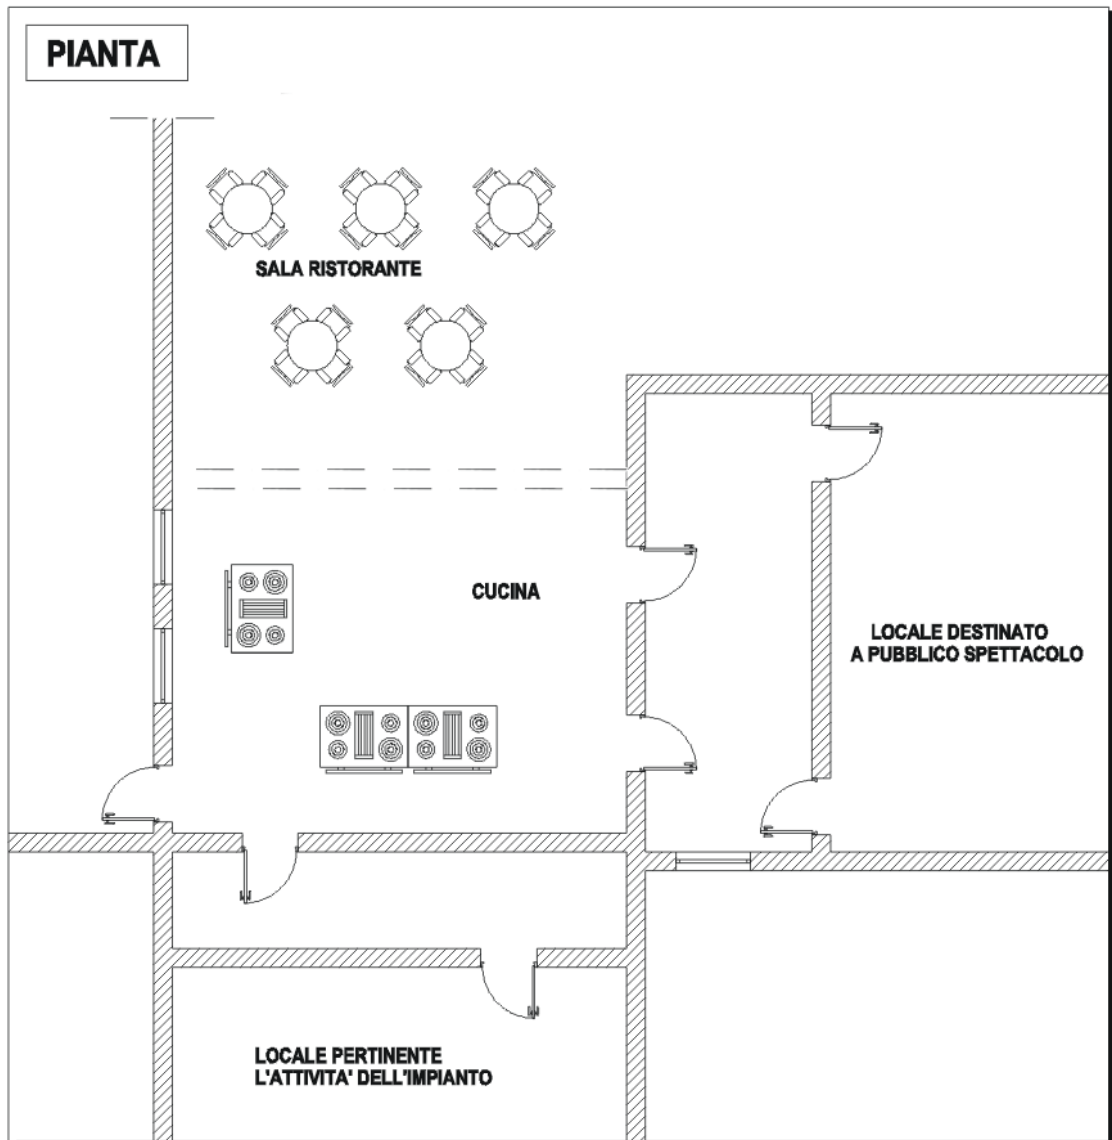 PIANTA
SALA RISTORANTE
CUCINA
LOCALE DESTINATO
A PUBBLICO SPETTACOLO
LOCALE PERTINENTE
L'ATTIVITA' DELL'IMPIANTO